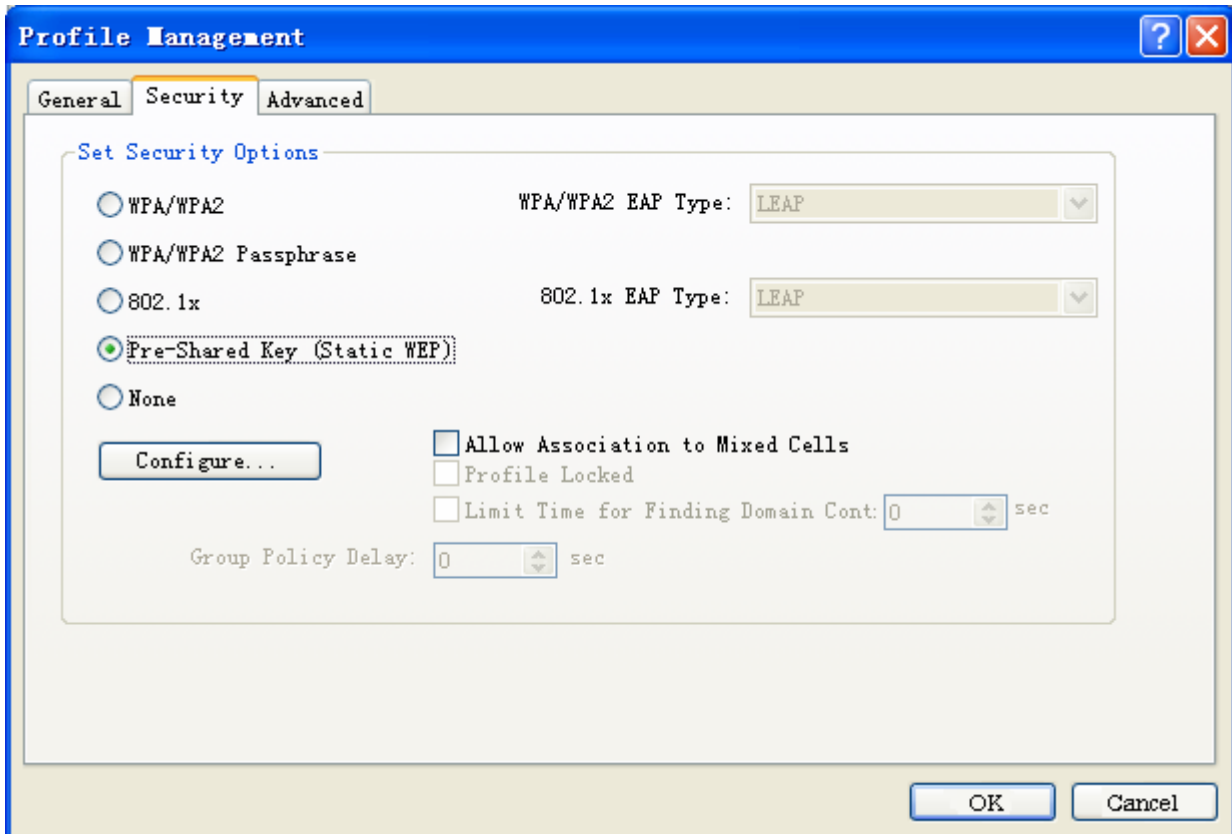 Profile Management
General Security Advanced
Set Security Options
WPA/WPA2 WPA/WPA2 EAP Type: LEAP
WPA/WPA2 Passphrase
802.1x 802.1x EAP Type: LEAP
Pre-Shared Key (Static WEP)
None
Allow Association to Mixed Cells
Configure...
Profile Locked
Limit Time for Finding Domain Cont: 0 sec
Group Policy Delay: 0 sec
OK Cancel